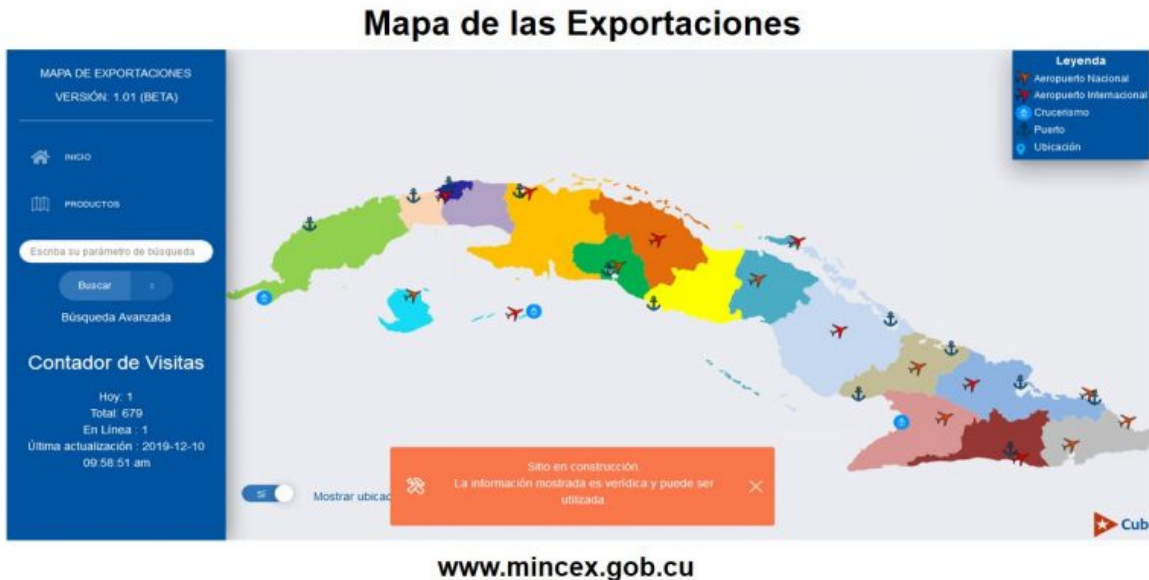 Mapa de las Exportaciones
MAPA DE EXPORTACIONES
VERSIÓN: 1.01 (BETA)
INICIO
PRODUCTOS
Escriba su parámetro de búsqueda
Buscar
Búsqueda Avanzada
Contador de Visitas
Hoy: 1
Total: 679
En Línea : 1
Última actualización : 2019-12-10
09:58:51 am
Leyenda
Aeropuerto Nacional
Aeropuerto Internacional
Crucerismo
Puerto
Ubicación
Sí
Mostrar ubicac
Sitio en construcción
La información mostrada es verídica y puede ser
utilizada
Cub
www.mincex.gob.cu